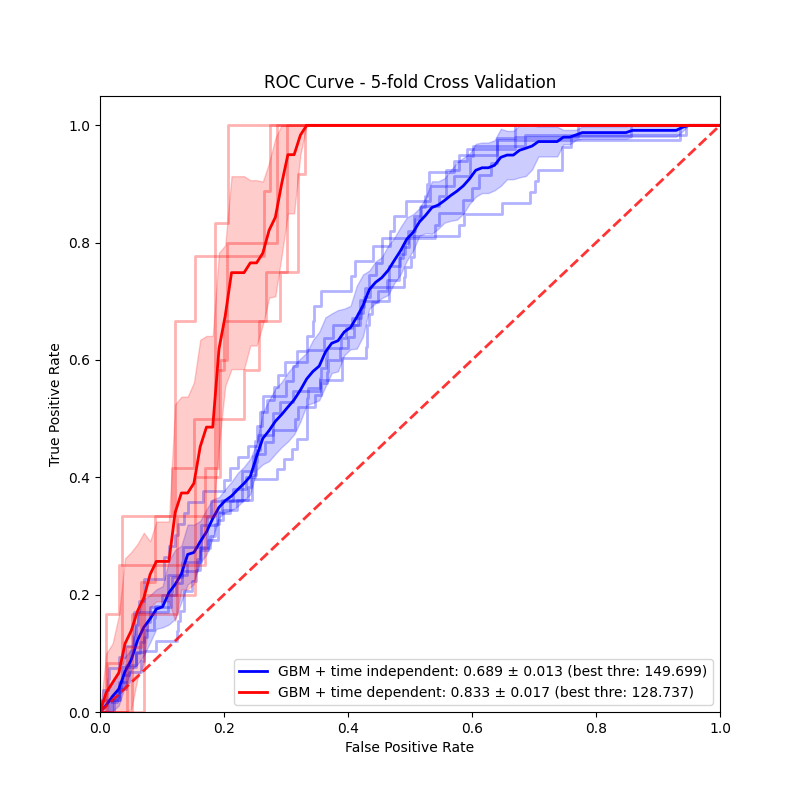 ROC Curve - 5-fold Cross Validation
True Positive Rate
1.0
0.8
0.6
0.4
0.2
0.0
GBM + time independent: 0.689 ± 0.013 (best thre: 149.699)
GBM + time dependent: 0.833 ± 0.017 (best thre: 128.737)
0.0 0.2 0.4 0.6 0.8 1.0
False Positive Rate